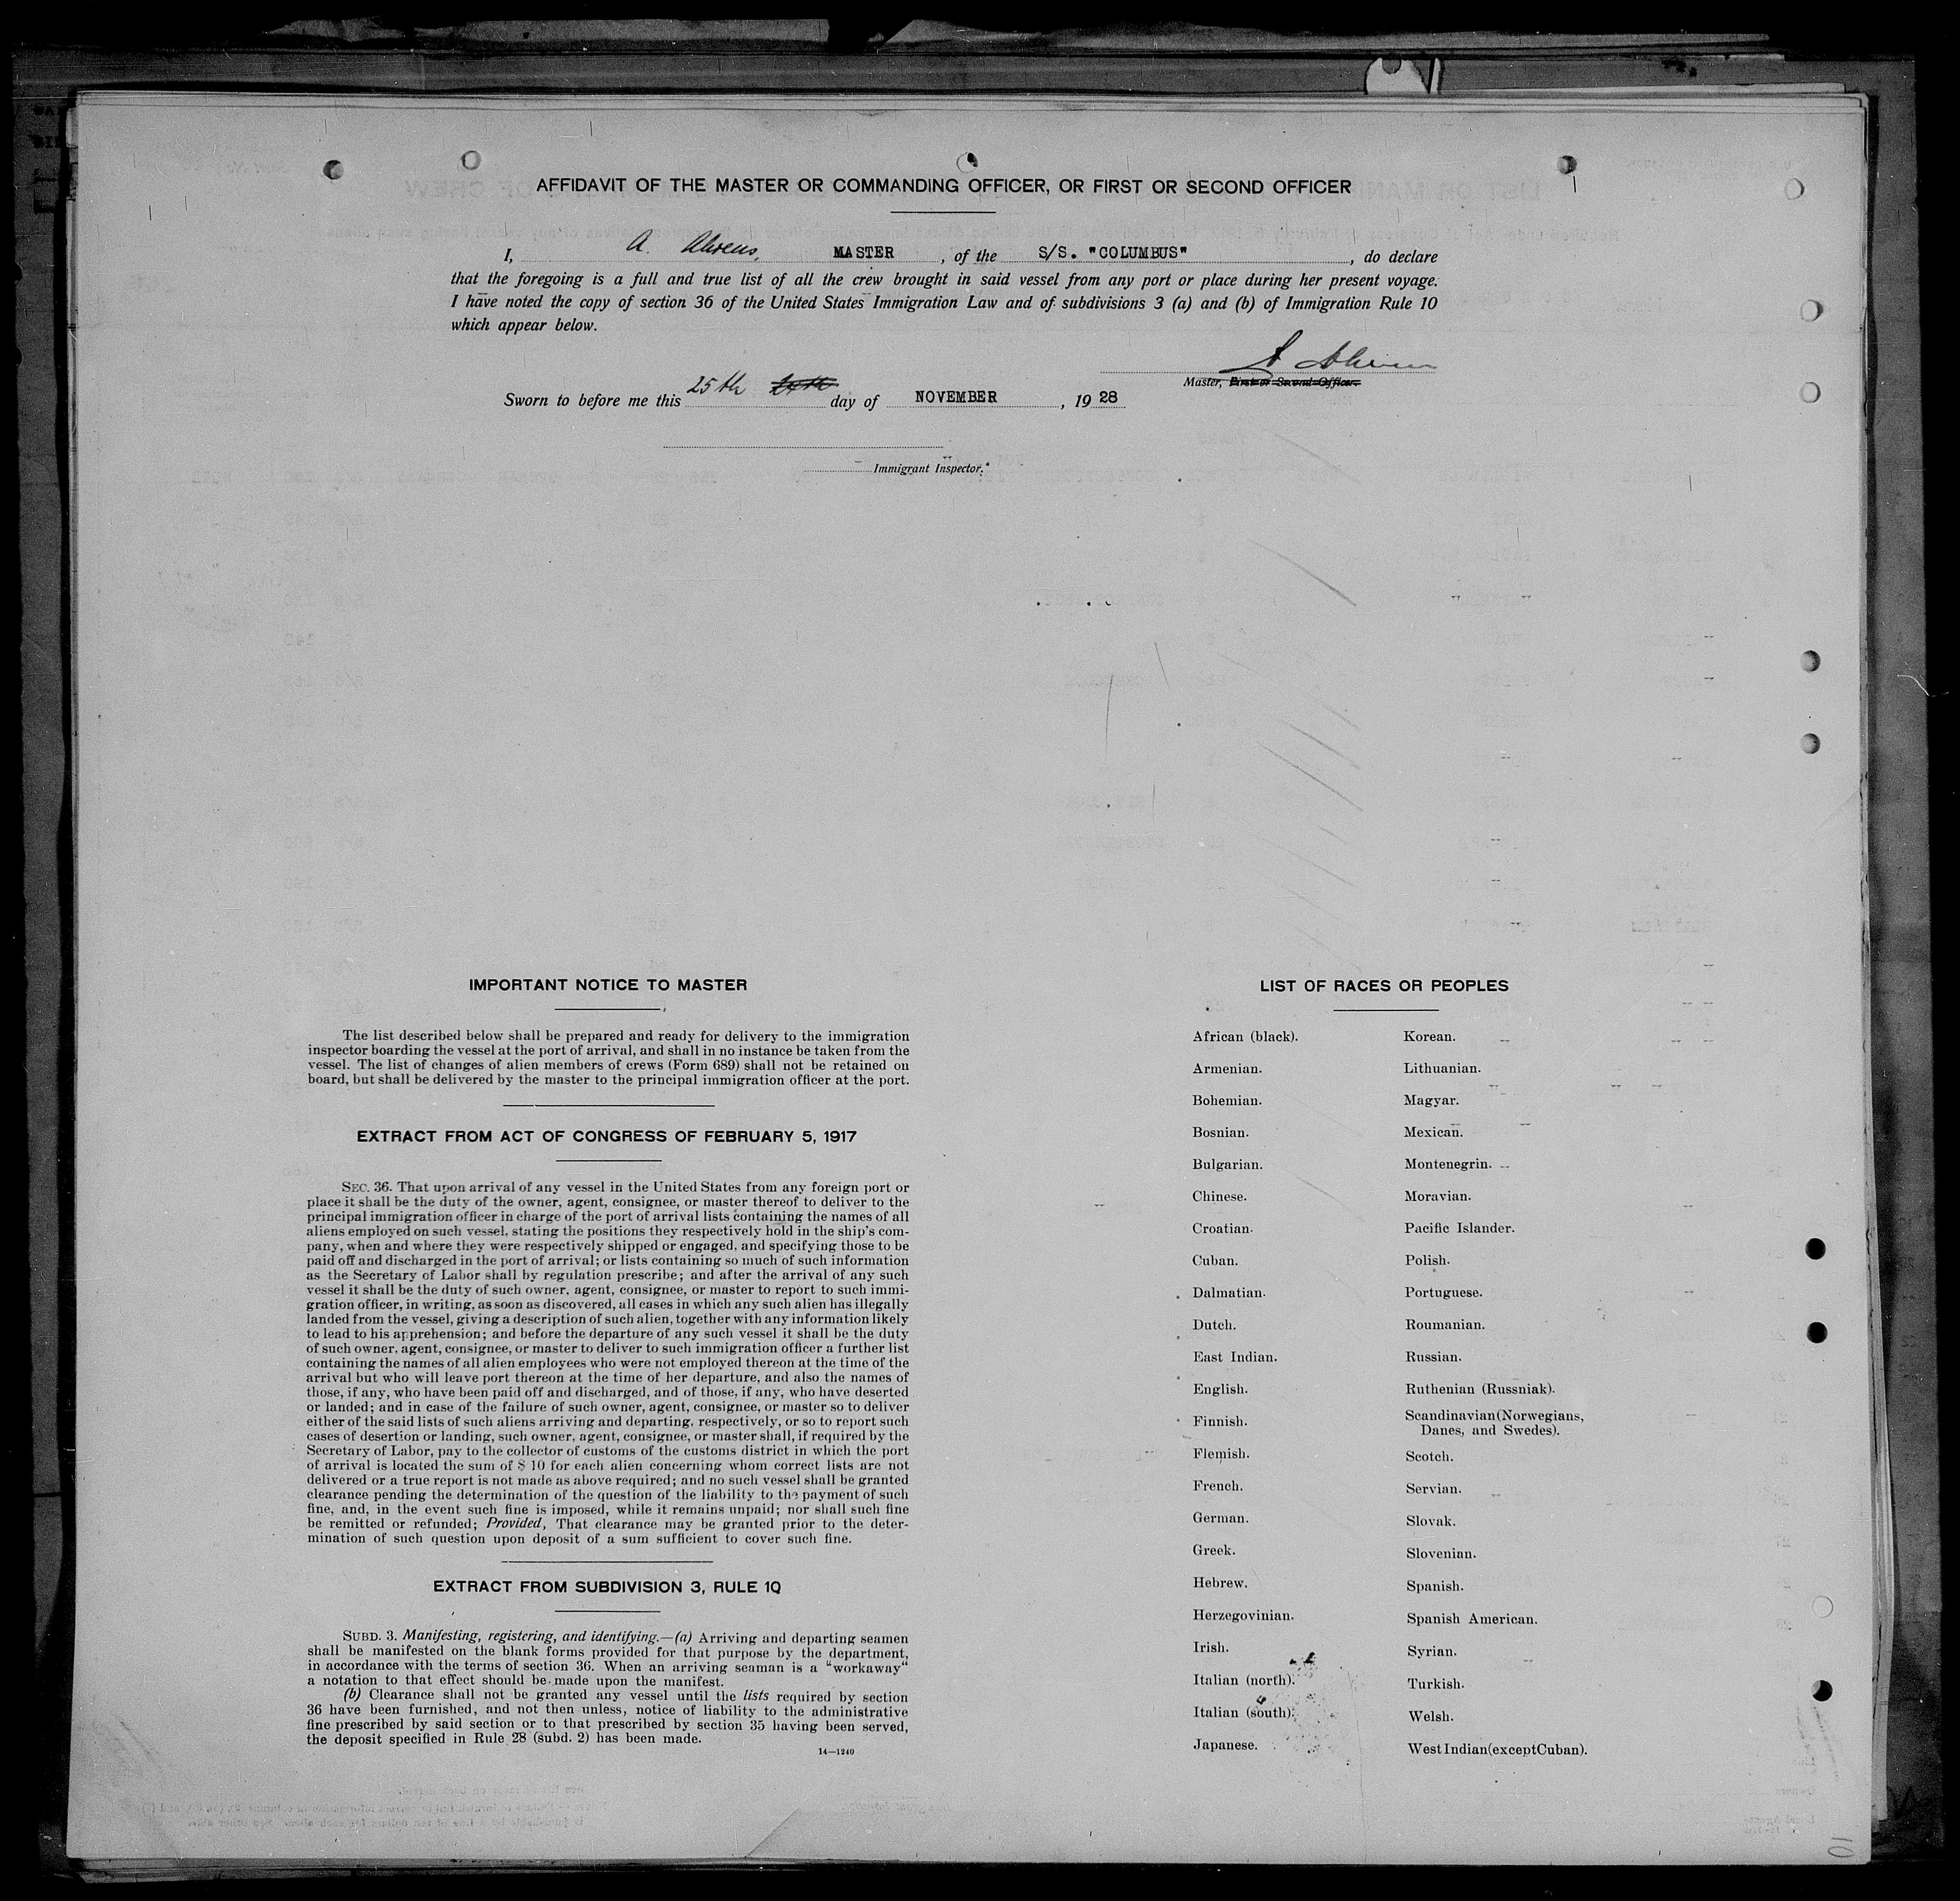 AFFIDAVIT OF THE MASTER OR COMMANDING OFFICER, OR FIRST OR SECOND OFFICER
I, A. Ahrens, MASTER, of the S/S. "COLUMBUS", do declare
that the foregoing is a full and true list of all the crew brought in said vessel from any port or place during her present voyage.
I have noted the copy of section 36 of the United States Immigration Law and of subdivisions 3 (a) and (b) of Immigration Rule 10
which appear below.
A Ahrens
Master, First or Second Officer.
Sworn to before me this 25th day of NOVEMBER, 1928
Immigrant Inspector.
IMPORTANT NOTICE TO MASTER
The list described below shall be prepared and ready for delivery to the immigration
inspector boarding the vessel at the port of arrival, and shall in no instance be taken from the
vessel. The list of changes of alien members of crews (Form 689) shall not be retained on
board, but shall be delivered by the master to the principal immigration officer at the port.
EXTRACT FROM ACT OF CONGRESS OF FEBRUARY 5, 1917
SEC. 36. That upon arrival of any vessel in the United States from any foreign port or
place it shall be the duty of the owner, agent, consignee, or master thereof to deliver to the
principal immigration officer in charge of the port of arrival lists containing the names of all
aliens employed on such vessel, stating the positions they respectively hold in the ship's com-
pany, when and where they were respectively shipped or engaged, and specifying those to be
paid off and discharged in the port of arrival; or lists containing so much of such information
as the Secretary of Labor shall by regulation prescribe; and after the arrival of any such
vessel it shall be the duty of such owner, agent, consignee, or master to report to such immi-
gration officer, in writing, as soon as discovered, all cases in which any such alien has illegally
landed from the vessel, giving a description of such alien, together with any information likely
to lead to his apprehension; and before the departure of any such vessel it shall be the duty
of such owner, agent, consignee, or master to deliver to such immigration officer a further list
containing the names of all alien employees who were not employed thereon at the time of the
arrival but who will leave port thereon at the time of her departure, and also the names of
those, if any, who have been paid off and discharged, and of those, if any, who have deserted
or landed; and in case of the failure of such owner, agent, consignee, or master so to deliver
either of the said lists of such aliens arriving and departing, respectively, or so to report such
cases of desertion or landing, such owner, agent, consignee, or master shall, if required by the
Secretary of Labor, pay to the collector of customs of the customs district in which the port
of arrival is located the sum of $ 10 for each alien concerning whom correct lists are not
delivered or a true report is not made as above required; and no such vessel shall be granted
clearance pending the determination of the question of the liability to the payment of such
fine, and, in the event such fine is imposed, while it remains unpaid; nor shall such fine
be remitted or refunded; Provided, That clearance may be granted prior to the deter-
mination of such question upon deposit of a sum sufficient to cover such fine.
EXTRACT FROM SUBDIVISION 3, RULE 10
SUBD. 3. Manifesting, registering, and identifying.—(a) Arriving and departing seamen
shall be manifested on the blank forms provided for that purpose by the department,
in accordance with the terms of section 36. When an arriving seaman is a "workaway"
a notation to that effect should be made upon the manifest.
(b) Clearance shall not be granted any vessel until the lists required by section
36 have been furnished, and not then unless, notice of liability to the administrative
fine prescribed by said section or to that prescribed by section 35 having been served,
the deposit specified in Rule 28 (subd. 2) has been made.
14—1240
LIST OF RACES OR PEOPLES
African (black).
Armenian.
Bohemian.
Bosnian.
Bulgarian.
Chinese.
Croatian.
Cuban.
Dalmatian.
Dutch.
East Indian.
English.
Finnish.
Flemish.
French.
German.
Greek.
Hebrew.
Herzegovinian.
Irish.
Italian (north).
Italian (south).
Japanese.
Korean.
Lithuanian.
Magyar.
Mexican.
Montenegrin.
Moravian.
Pacific Islander.
Polish.
Portuguese.
Roumanian.
Russian.
Ruthenian (Russniak).
Scandinavian(Norwegians,
Danes, and Swedes).
Scotch.
Servian.
Slovak.
Slovenian.
Spanish.
Spanish American.
Syrian.
Turkish.
Welsh.
West Indian(exceptCuban).
10